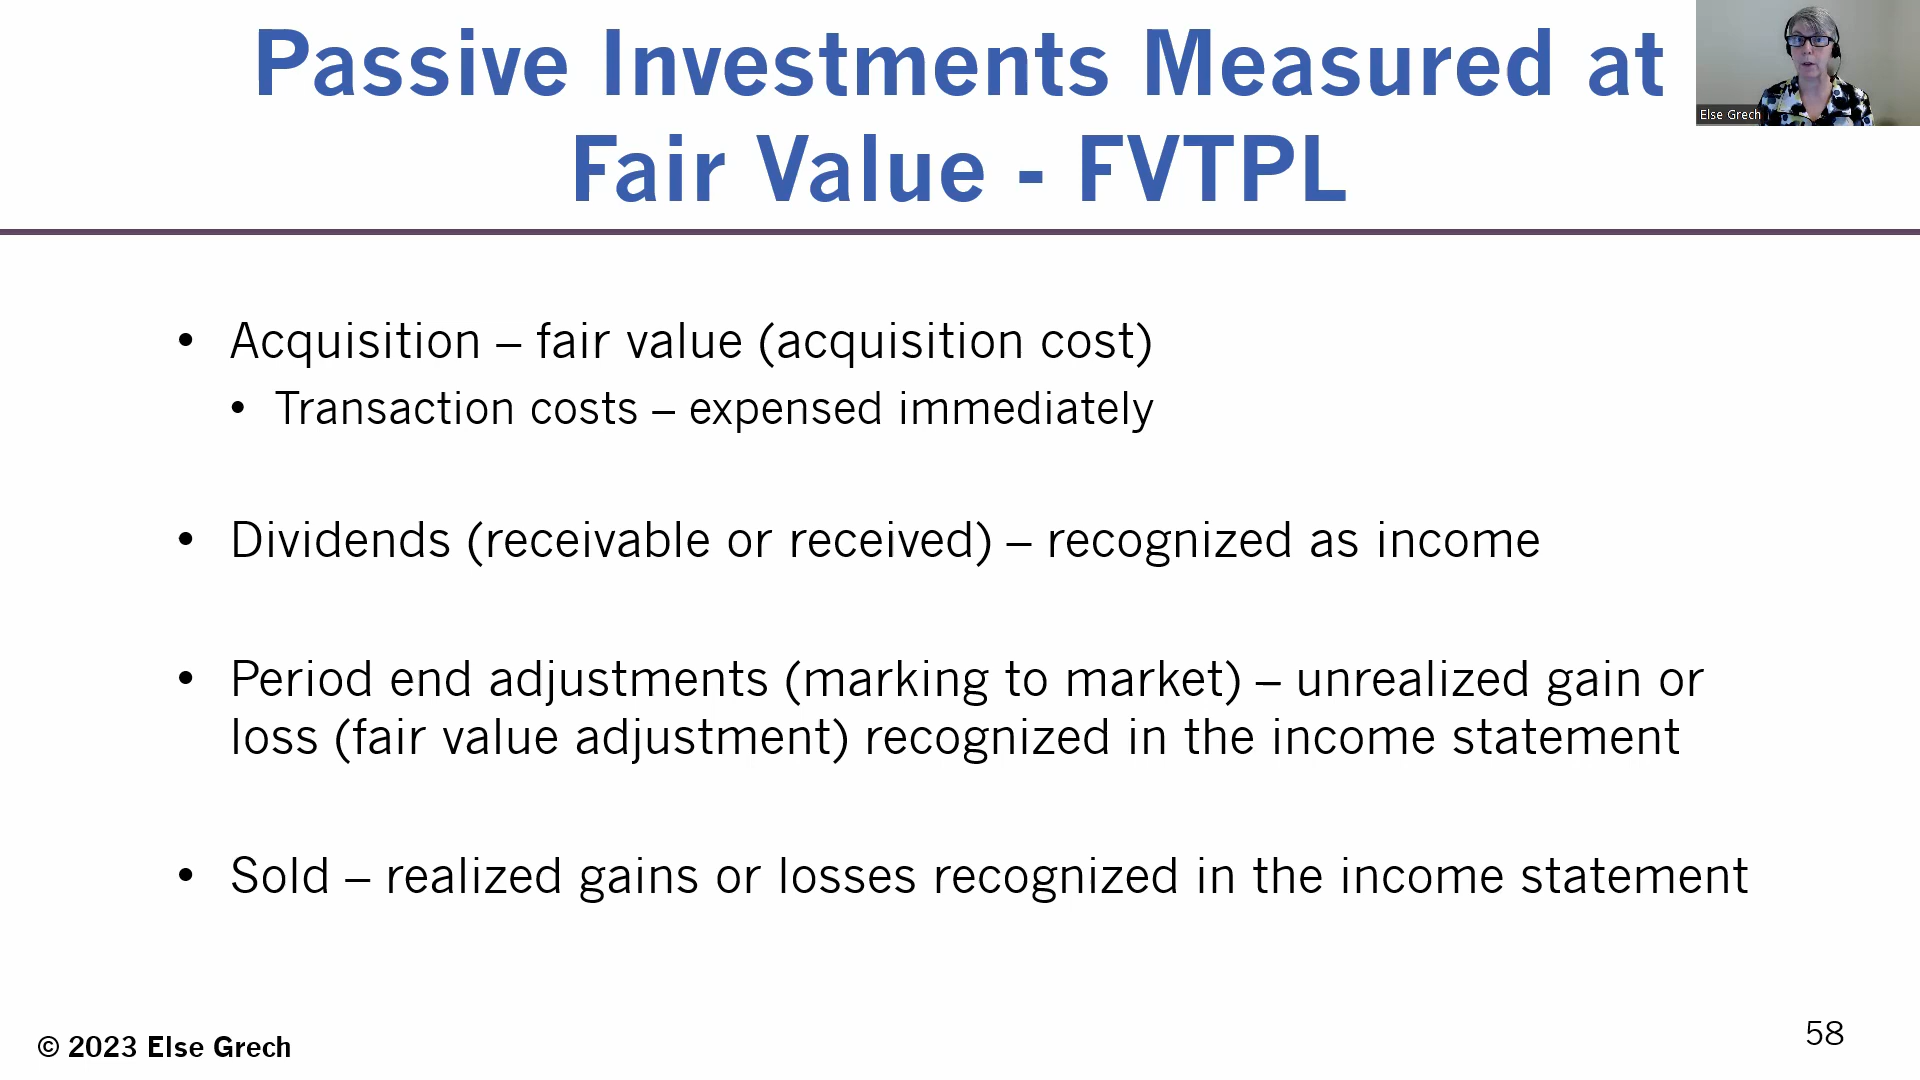 Passive Investments Measured at
Fair Value - FVTPL
Else Grech
• Acquisition – fair value (acquisition cost)
• Transaction costs – expensed immediately
• Dividends (receivable or received) – recognized as income
• Period end adjustments (marking to market) – unrealized gain or
loss (fair value adjustment) recognized in the income statement
• Sold – realized gains or losses recognized in the income statement
© 2023 Else Grech
58